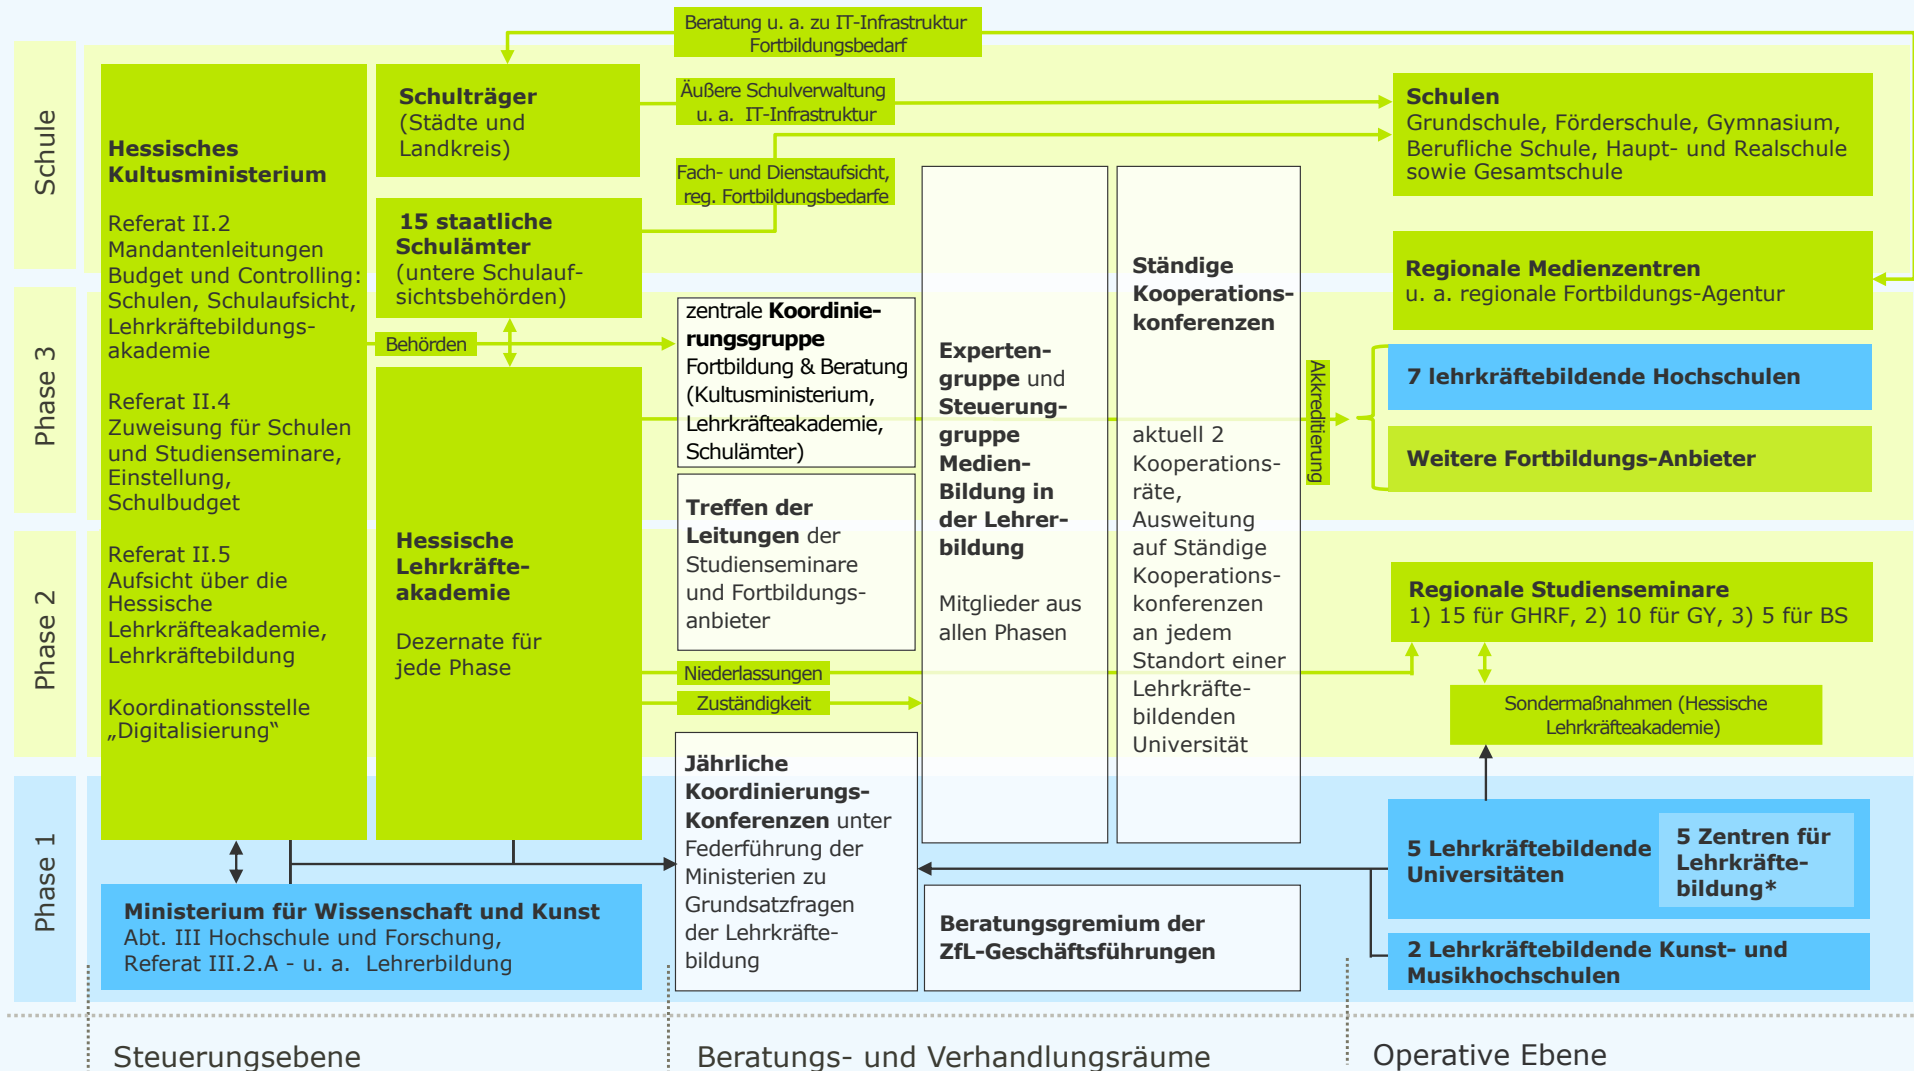 Beratung u. a. zu IT-Infrastruktur
Fortbildungsbedarf
Schule
Phase 3
Phase 2
Phase 1
Hessisches
Kultusministerium
Referat II.2
Mandantenleitungen
Budget und Controlling:
Schulen, Schulaufsicht,
Lehrkräftebildungs-
akademie
Referat II.4
Zuweisung für Schulen
und Studienseminare,
Einstellung,
Schulbudget
Referat II.5
Aufsicht über die
Hessische
Lehrkräfteakademie,
Lehrkräftebildung
Koordinationsstelle
„Digitalisierung“
Schulträger
(Städte und
Landkreis)
15 staatliche
Schulämter
(untere Schulauf-
sichtsbehörden)
Behörden
Hessische
Lehrkräfte-
akademie
Dezernate für
jede Phase
Ministerium für Wissenschaft und Kunst
Abt. III Hochschule und Forschung,
Referat III.2.A - u. a. Lehrerbildung
Äußere Schulverwaltung
u. a. IT-Infrastruktur
Fach- und Dienstaufsicht,
reg. Fortbildungsbedarfe
zentrale Koordinie-
rungsgruppe
Fortbildung & Beratung
(Kultusministerium,
Lehrkräfteakademie,
Schulämter)
Treffen der
Leitungen der
Studienseminare
und Fortbildungs-
anbieter
Niederlassungen
Zuständigkeit
Jährliche
Koordinierungs-
Konferenzen unter
Federführung der
Ministerien zu
Grundsatzfragen
der Lehrkräfte-
bildung
Experten-
gruppe und
Steuerung-
gruppe
Medien-
Bildung in
der Lehrer-
bildung
Mitglieder aus
allen Phasen
Ständige
Kooperations-
konferenzen
aktuell 2
Kooperations-
räte,
Ausweitung
auf Ständige
Kooperations-
konferenzen
an jedem
Standort einer
Lehrkräfte-
bildenden
Universität
Beratungsgremium der
ZfL-Geschäftsführungen
Akkreditierung
Schulen
Grundschule, Förderschule, Gymnasium,
Berufliche Schule, Haupt- und Realschule
sowie Gesamtschule
Regionale Medienzentren
u. a. regionale Fortbildungs-Agentur
7 lehrkräftebildende Hochschulen
Weitere Fortbildungs-Anbieter
Regionale Studienseminare
1) 15 für GHRF, 2) 10 für GY, 3) 5 für BS
Sondermaßnahmen (Hessische
Lehrkräfteakademie)
5 Lehrkräftebildende
Universitäten
5 Zentren für
Lehrkräfte-
bildung*
2 Lehrkräftebildende Kunst- und
Musikhochschulen
Steuerungsebene
Beratungs- und Verhandlungsräume
Operative Ebene